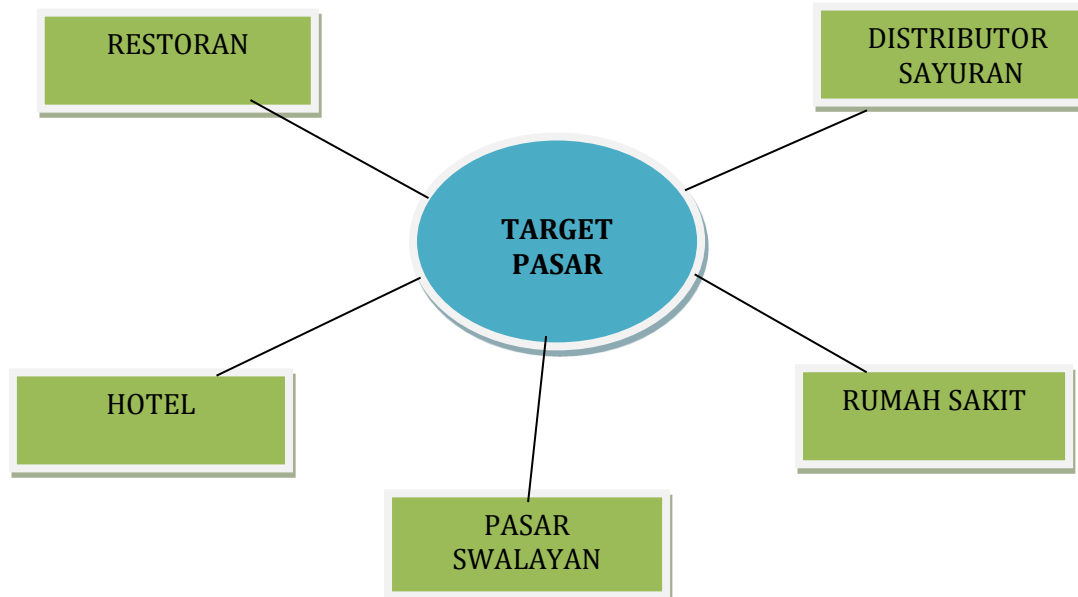 RESTORAN
DISTRIBUTOR
SAYURAN
TARGET
PASAR
HOTEL
RUMAH SAKIT
PASAR
SWALAYAN